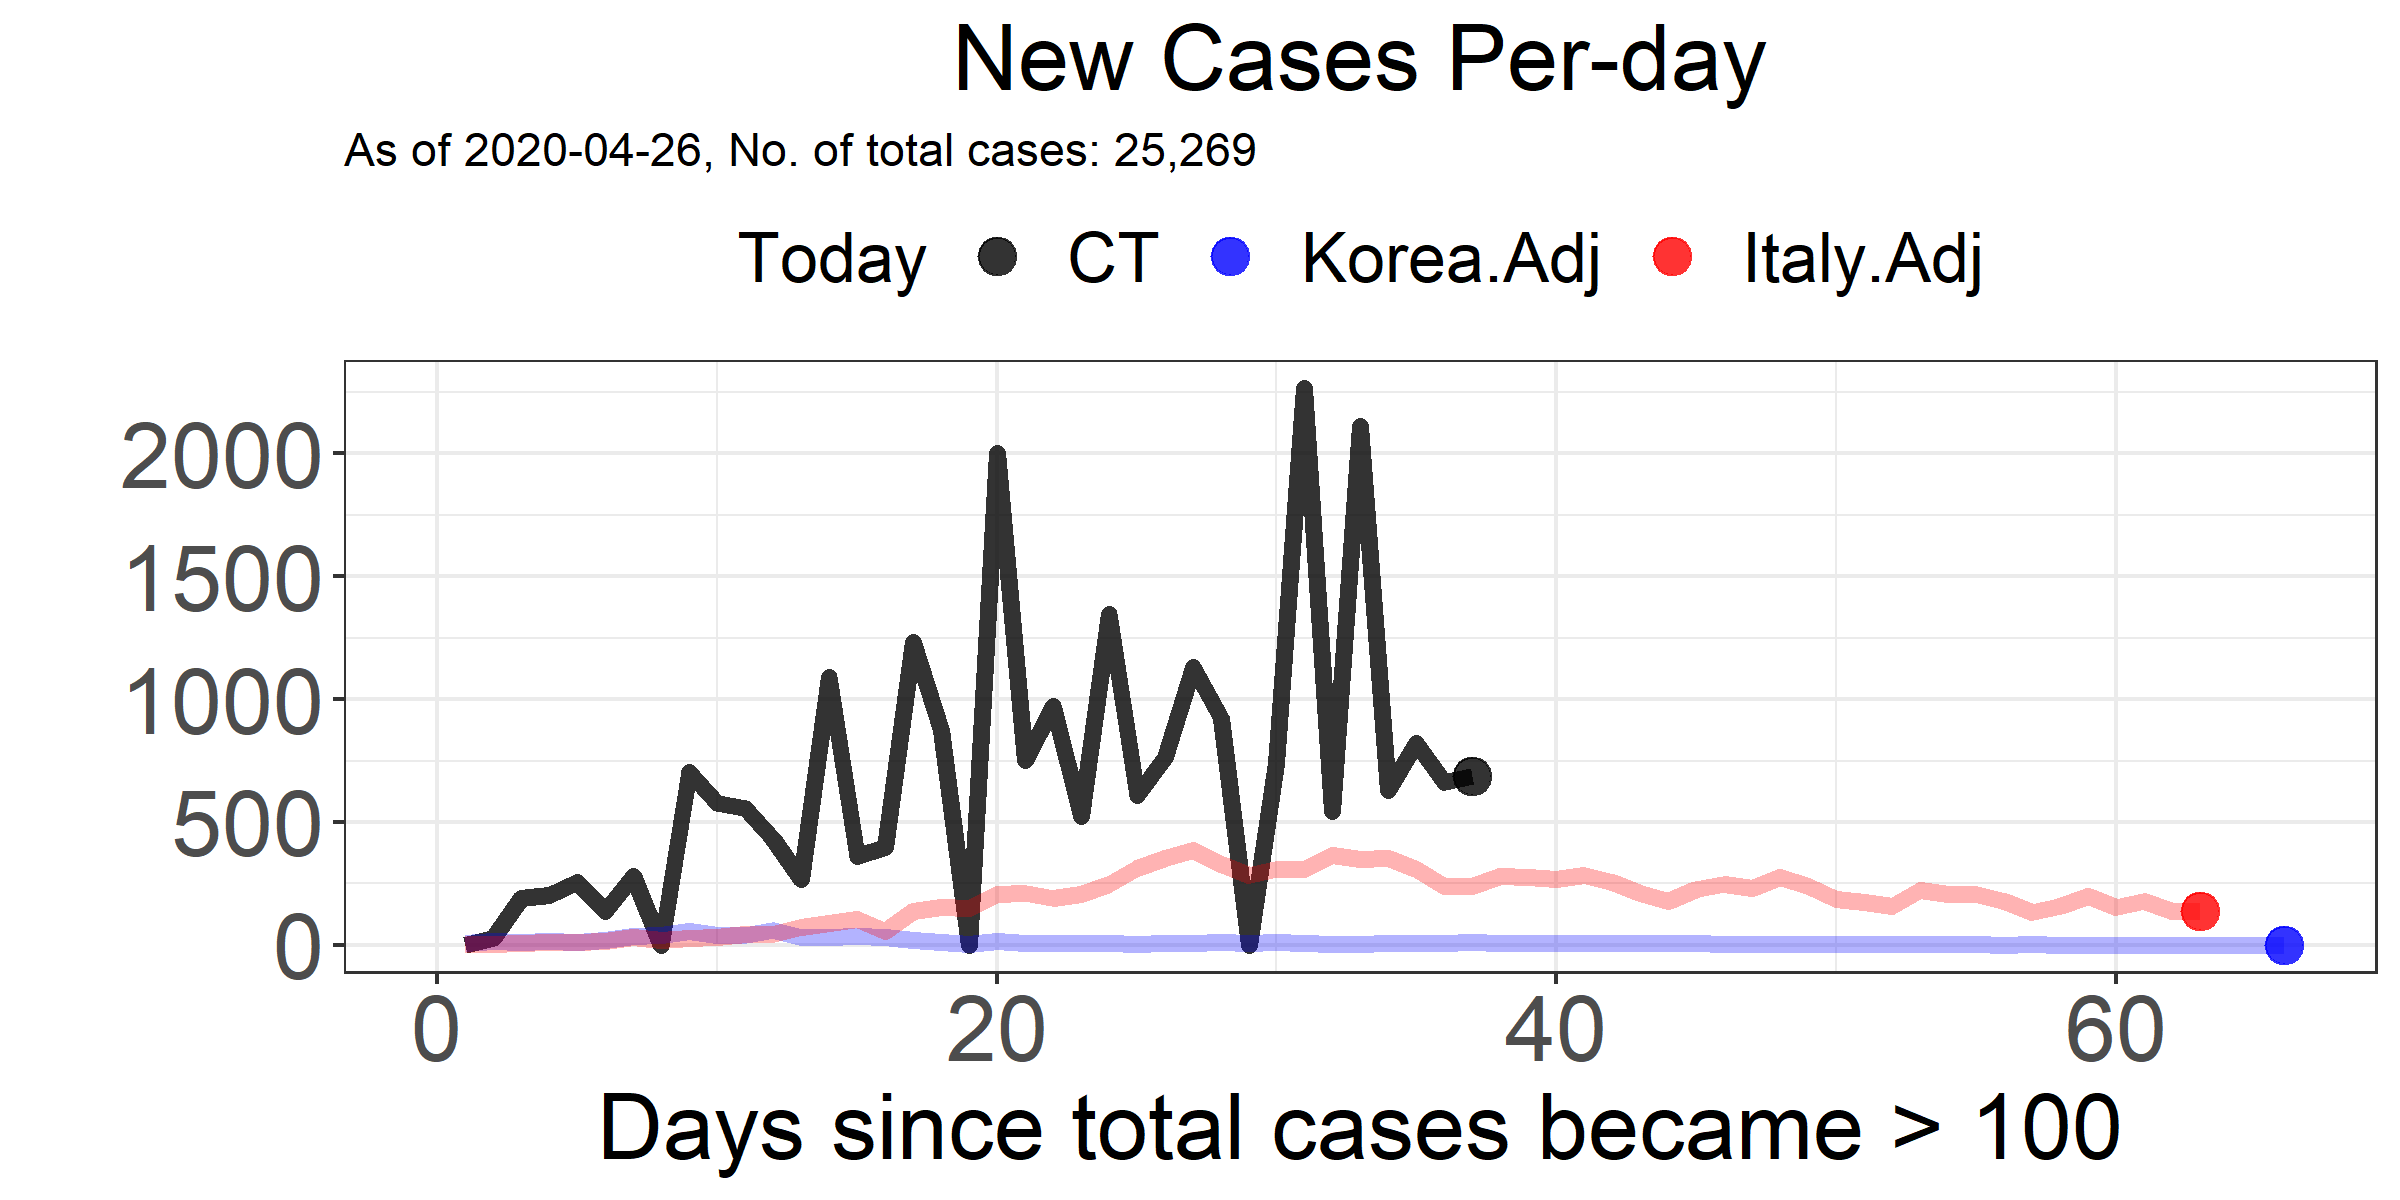 New Cases Per-day
As of 2020-04-26, No. of total cases: 25,269
Today CT Korea.Adj Italy.Adj
2000
1500
1000
500
0
0 20 40 60
Days since total cases became > 100